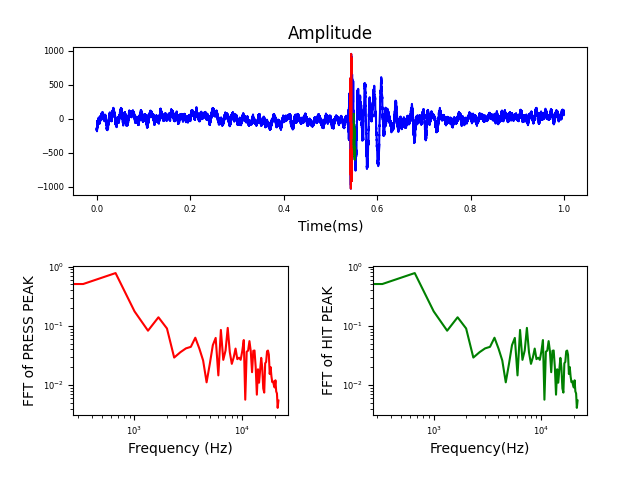 Amplitude
1000
500
0
−500
−1000
0.0 0.2 0.4 0.6 0.8 1.0
Time(ms)
FFT of PRESS PEAK
10⁰
10⁻¹
10⁻²
10³ 10⁴
Frequency (Hz)
FFT of HIT PEAK
10⁰
10⁻¹
10⁻²
10³ 10⁴
Frequency(Hz)